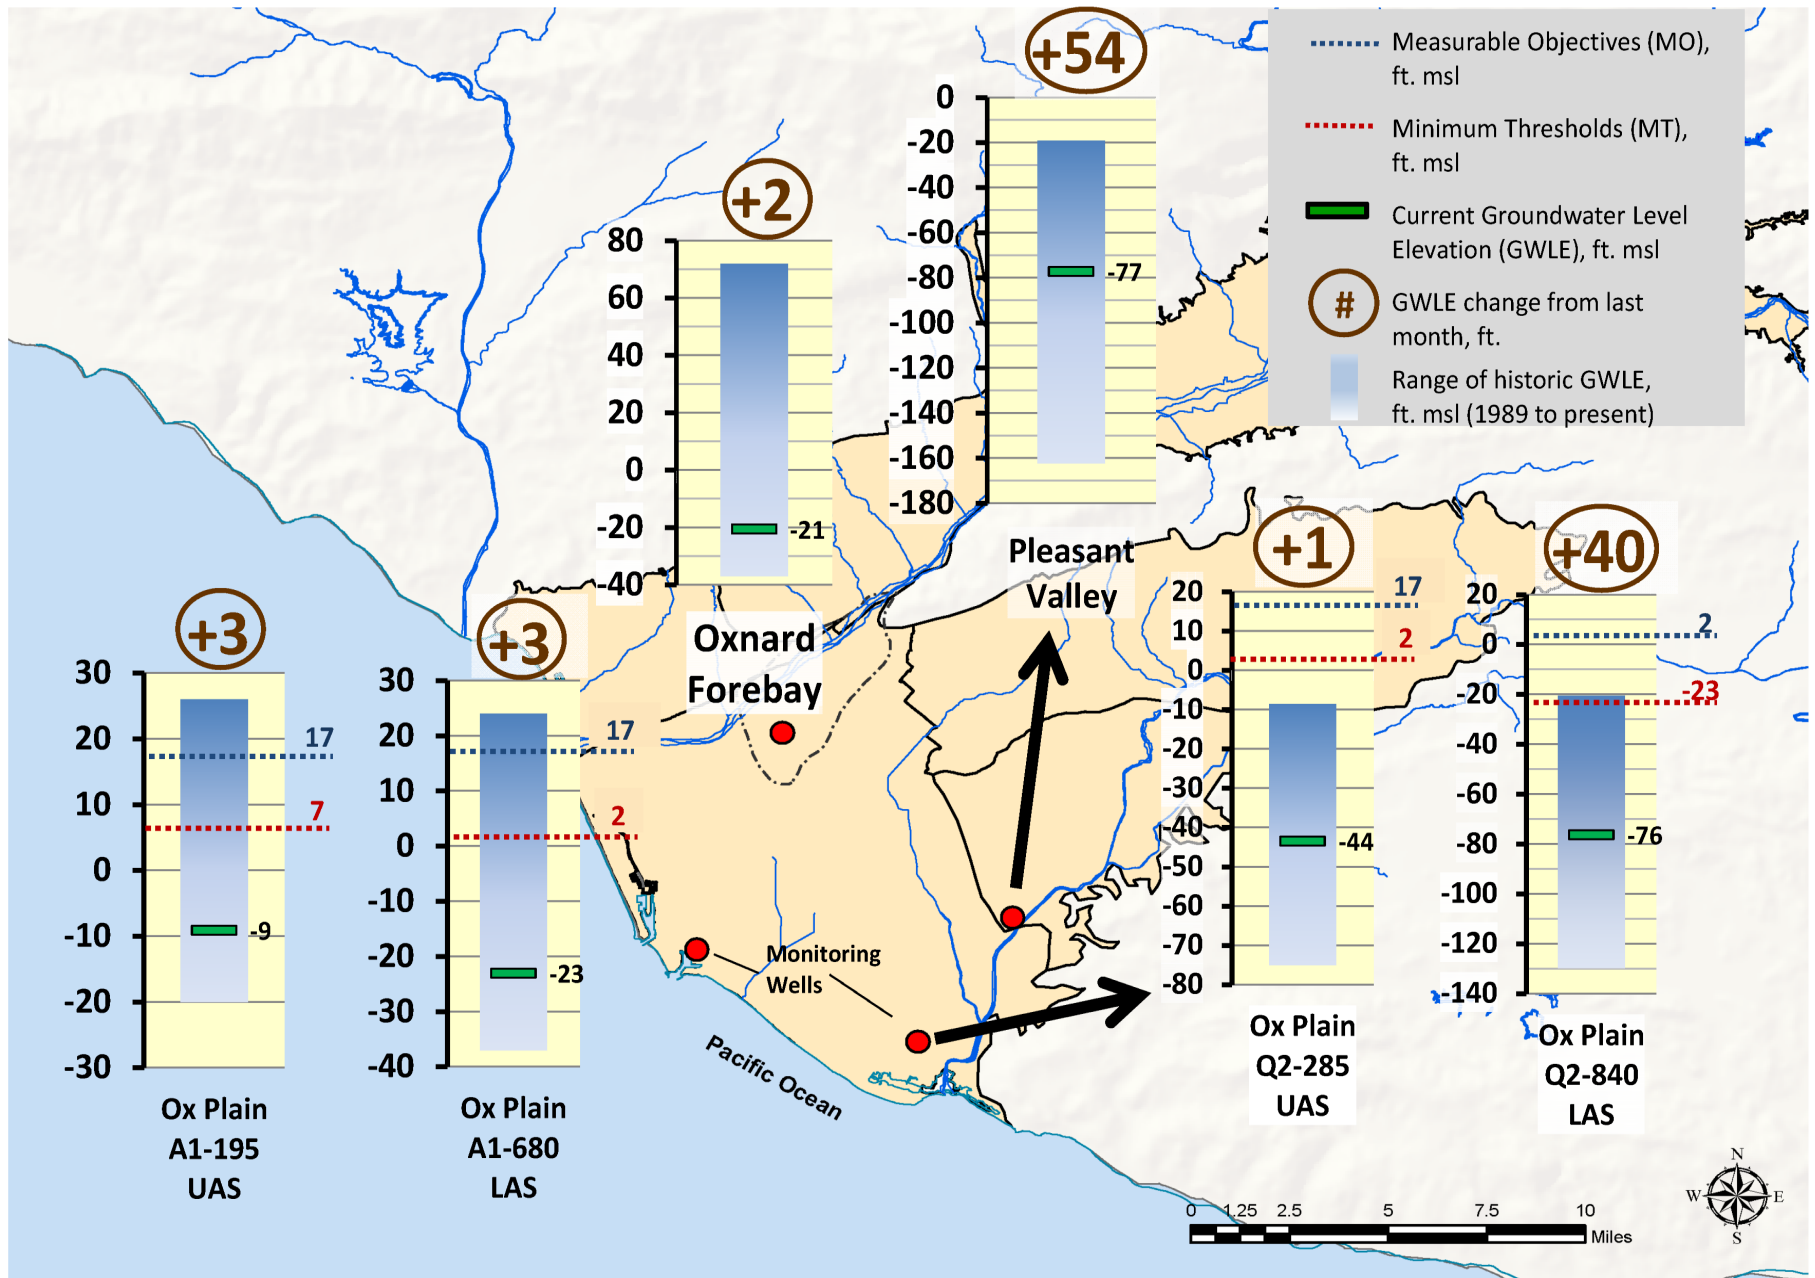 +54
0
-20
-40
-60
-80
-100
-120
-140
-160
-180
-77
Pleasant
Valley
Measurable Objectives (MO),
ft. msl
Minimum Thresholds (MT),
ft. msl
Current Groundwater Level
Elevation (GWLE), ft. msl
#
GWLE change from last
month, ft.
Range of historic GWLE,
ft. msl (1989 to present)
+2
80
60
40
20
0
-20
-40
-21
Oxnard
Forebay
+3
30
20
10
0
-10
-20
-30
17
7
-9
Ox Plain
A1-195
UAS
+3
30
20
10
0
-10
-20
-30
-40
17
2
-23
Ox Plain
A1-680
LAS
+1
20
10
0
-10
-20
-30
-40
-50
-60
-70
-80
17
2
-44
Ox Plain
Q2-285
UAS
+40
20
0
-20
-40
-60
-80
-100
-120
-140
2
-23
-76
Ox Plain
Q2-840
LAS
Monitoring
Wells
Pacific Ocean
N
W
E
S
0 1.25 2.5 5 7.5 10
Miles